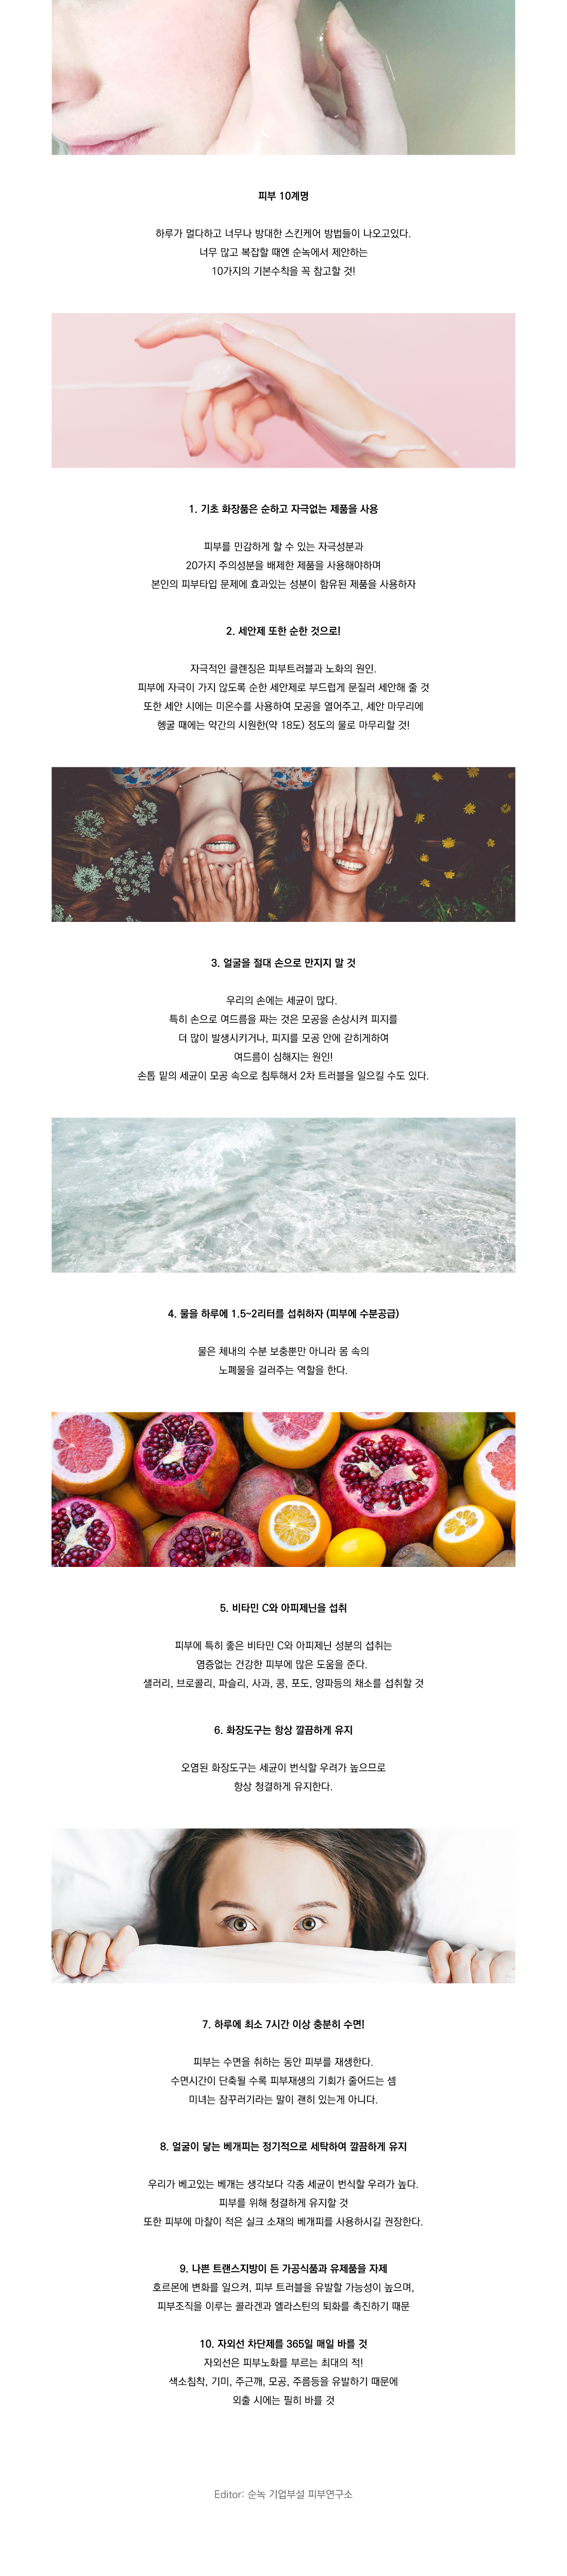 피부 10계명
하루가 멀다하고 너무나 방대한 스킨케어 방법들이 나오고있다.
너무 많고 복잡할 때엔 순녹에서 제안하는
10가지의 기본수칙을 꼭 참고할 것!
1. 기초 화장품은 순하고 자극없는 제품을 사용
피부를 민감하게 할 수 있는 자극성분과
20가지 주의성분을 배제한 제품을 사용해야하며
본인의 피부타입 문제에 효과있는 성분이 함유된 제품을 사용하자
2. 세안제 또한 순한 것으로!
자극적인 클렌징은 피부트러블과 노화의 원인.
피부에 자극이 가지 않도록 순한 세안제로 부드럽게 문질러 세안해 줄 것
또한 세안 시에는 미온수를 사용하여 모공을 열어주고, 세안 마무리에
헹굴 때에는 약간의 시원한(약 18도) 정도의 물로 마무리할 것!
3. 얼굴을 절대 손으로 만지지 말 것
우리의 손에는 세균이 많다.
특히 손으로 여드름을 짜는 것은 모공을 손상시켜 피지를
더 많이 발생시키거나, 피지를 모공 안에 갇히게하여
여드름이 심해지는 원인!
손톱 밑의 세균이 모공 속으로 침투해서 2차 트러블을 일으킬 수도 있다.
4. 물을 하루에 1.5~2리터를 섭취하자 (피부에 수분공급)
물은 체내의 수분 보충뿐만 아니라 몸 속의
노폐물을 걸러주는 역할을 한다.
5. 비타민 C와 아피제닌을 섭취
피부에 특히 좋은 비타민 C와 아피제닌 성분의 섭취는
염증없는 건강한 피부에 많은 도움을 준다.
샐러리, 브로콜리, 파슬리, 사과, 콩, 포도, 양파등의 채소를 섭취할 것
6. 화장도구는 항상 깔끔하게 유지
오염된 화장도구는 세균이 번식할 우려가 높으므로
항상 청결하게 유지한다.
7. 하루에 최소 7시간 이상 충분히 수면!
피부는 수면을 취하는 동안 피부를 재생한다.
수면시간이 단축될 수록 피부재생의 기회가 줄어드는 셈
미녀는 잠꾸러기라는 말이 괜히 있는게 아니다.
8. 얼굴이 닿는 베개피는 정기적으로 세탁하여 깔끔하게 유지
우리가 베고있는 베개는 생각보다 각종 세균이 번식할 우려가 높다.
피부를 위해 청결하게 유지할 것
또한 피부에 마찰이 적은 실크 소재의 베개피를 사용하시길 권장한다.
9. 나쁜 트랜스지방이 든 가공식품과 유제품을 자제
호르몬에 변화를 일으켜, 피부 트러블을 유발할 가능성이 높으며,
피부조직을 이루는 콜라겐과 엘라스틴의 퇴화를 촉진하기 때문
10. 자외선 차단제를 365일 매일 바를 것
자외선은 피부노화를 부르는 최대의 적!
색소침착, 기미, 주근깨, 모공, 주름등을 유발하기 때문에
외출 시에는 필히 바를 것
Editor: 순녹 기업부설 피부연구소